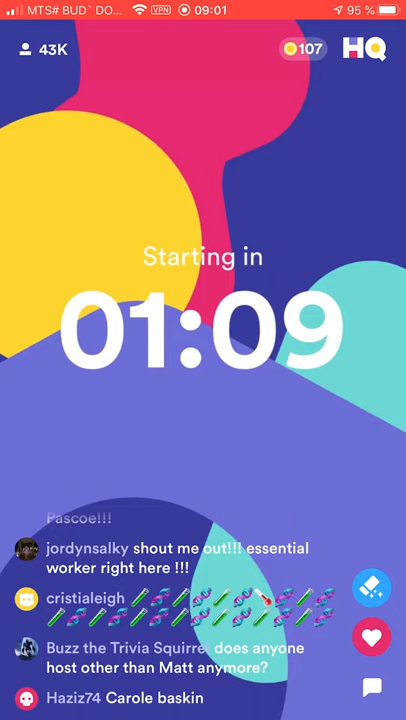 MTS# BUD` DO... VPN 09:01 95 %
43K
107
HQ
Starting in
01:09
Pascoe!!!
jordynsalky shout me out!!! essential
worker right here !!!
cristialeigh
Buzz the Trivia Squirrel does anyone
host other than Matt anymore?
Haziz74 Carole baskin